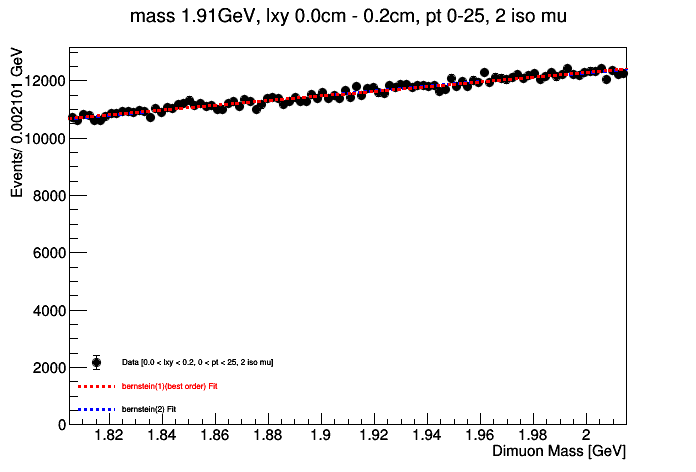 mass 1.91GeV, lxy 0.0cm - 0.2cm, pt 0-25, 2 iso mu
Events/ 0.002101 GeV
12000
10000
8000
6000
4000
2000
0
Data [0.0 < lxy < 0.2, 0 < pt < 25, 2 iso mu]
bernstein(1)(best order) Fit
bernstein(2) Fit
1.82 1.84 1.86 1.88 1.9 1.92 1.94 1.96 1.98 2
Dimuon Mass [GeV]